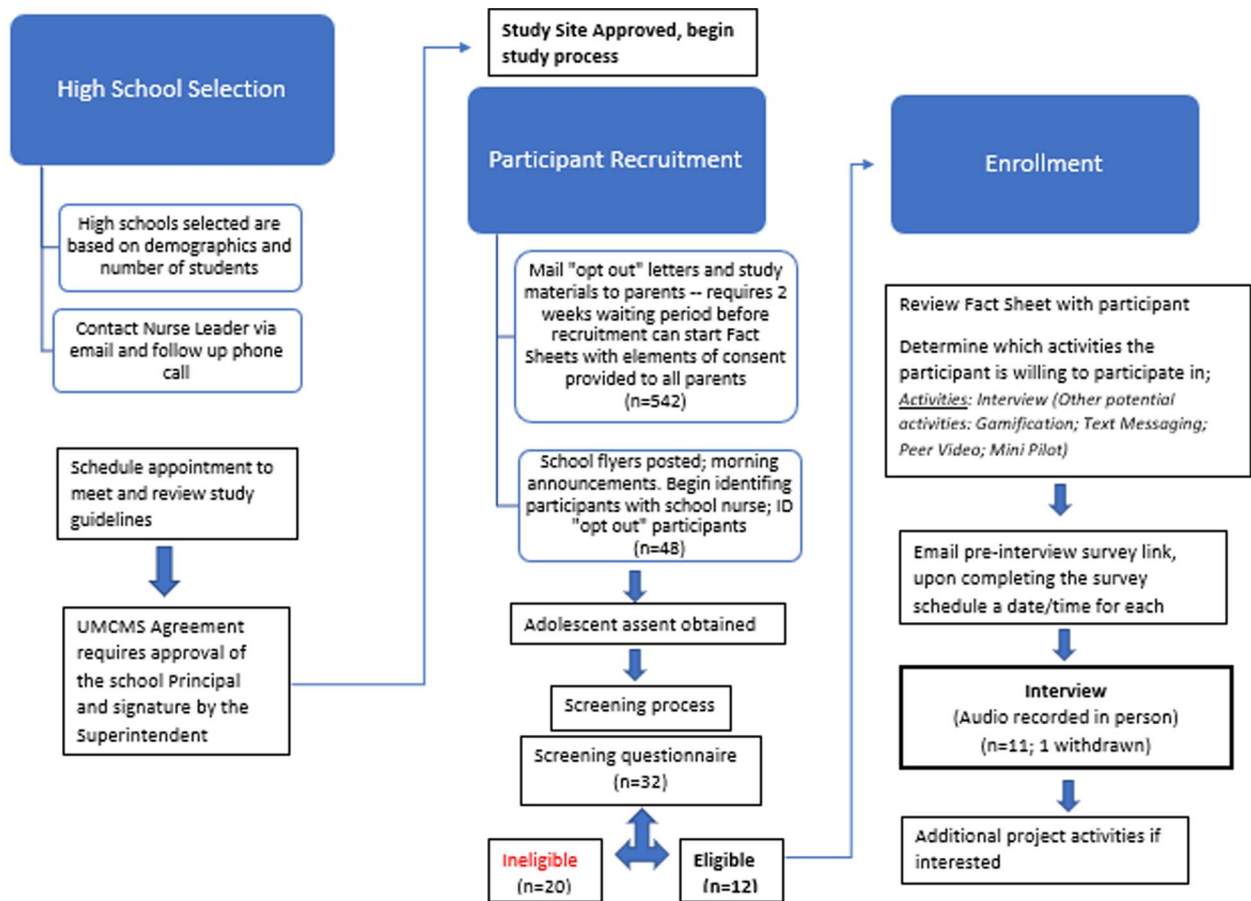 High School Selection
High schools selected are
based on demographics and
number of students
Contact Nurse Leader via
email and follow up phone
call
Schedule appointment to
meet and review study
guidelines
UMCMS Agreement
requires approval of
the school Principal
and signature by the
Superintendent
Study Site Approved, begin
study process
Participant Recruitment
Mail "opt out" letters and study
materials to parents -- requires 2
weeks waiting period before
recruitment can start Fact
Sheets with elements of consent
provided to all parents
(n=542)
School flyers posted; morning
announcements. Begin identifing
participants with school nurse; ID
"opt out" participants
(n=48)
Adolescent assent obtained
Screening process
Screening questionnaire
(n=32)
Ineligible
(n=20)
Eligible
(n=12)
Enrollment
Review Fact Sheet with participant
Determine which activities the
participant is willing to participate in;
Activities: Interview (Other potential
activities: Gamification; Text Messaging;
Peer Video; Mini Pilot)
Email pre-interview survey link,
upon completing the survey
schedule a date/time for each
Interview
(Audio recorded in person)
(n=11; 1 withdrawn)
Additional project activities if
interested